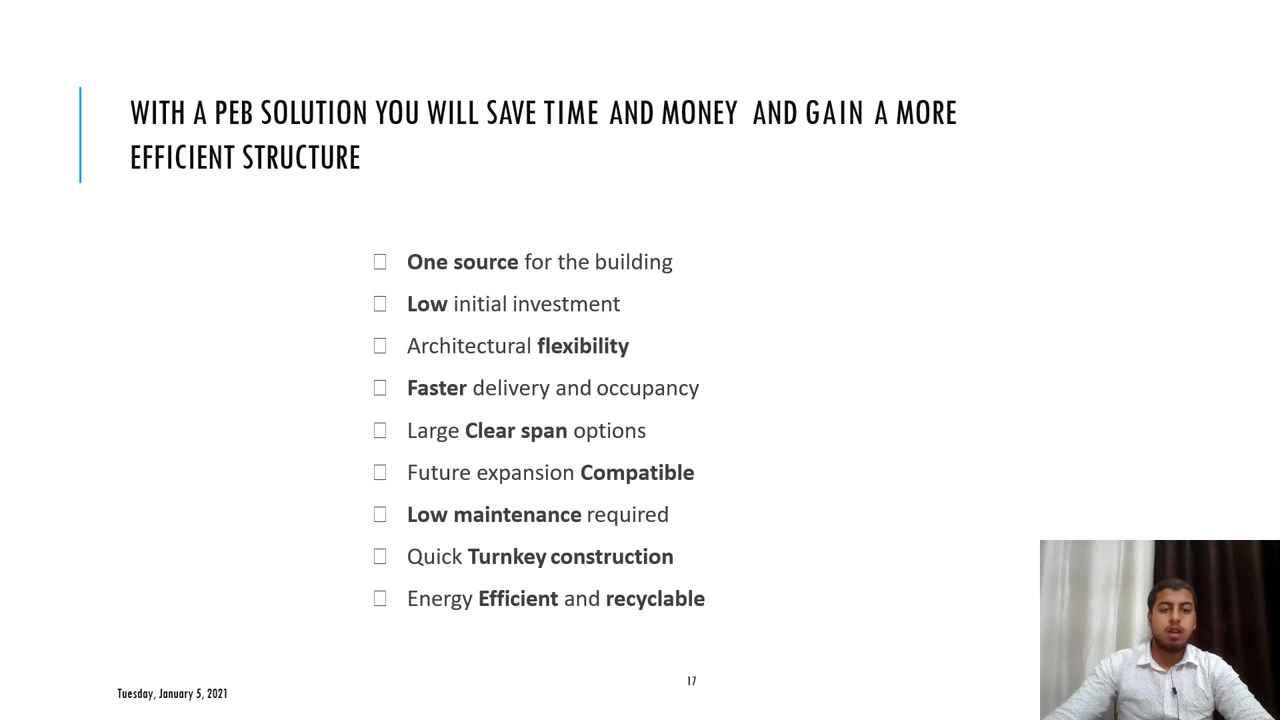 WITH A PEB SOLUTION YOU WILL SAVE TIME AND MONEY AND GAIN A MORE
EFFICIENT STRUCTURE
One source for the building
Low initial investment
Architectural flexibility
Faster delivery and occupancy
Large Clear span options
Future expansion Compatible
Low maintenance required
Quick Turnkey construction
Energy Efficient and recyclable
17
Tuesday, January 5, 2021